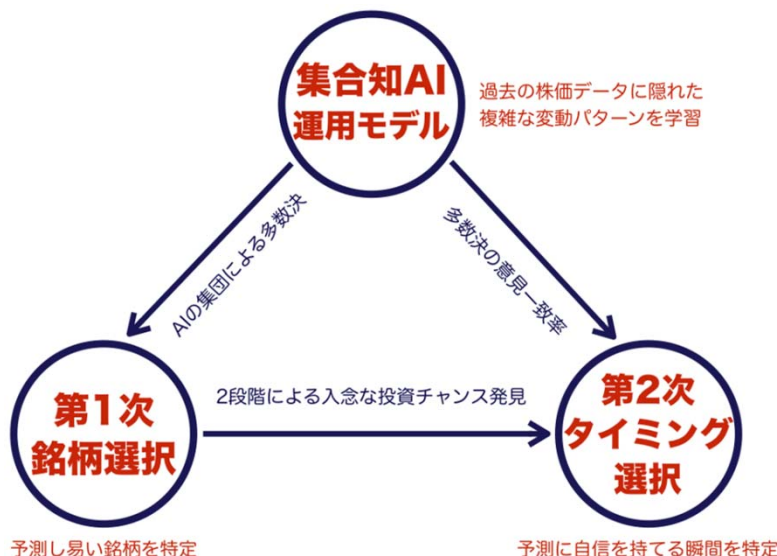 集合知AI
運用モデル
過去の株価データに隠れた
複雑な変動パターンを学習
AIの集団による多数決
多数決の意見一致率
第1次
銘柄選択
2段階による入念な投資チャンス発見
第2次
タイミング
選択
予測し易い銘柄を特定
予測に自信を持てる瞬間を特定